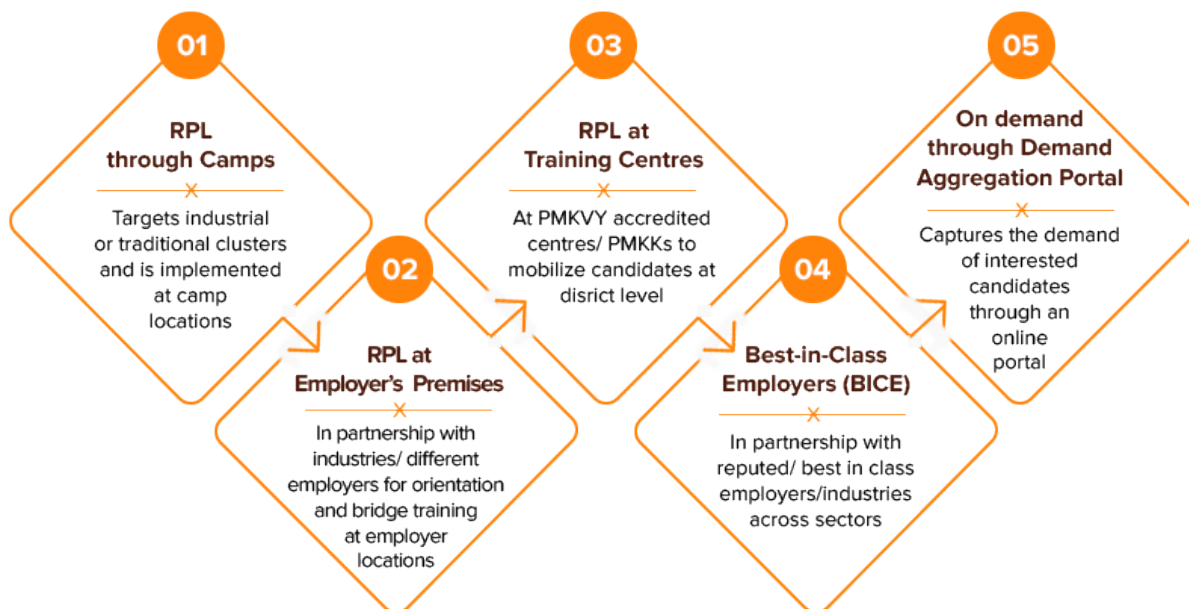 01
RPL
through Camps
Targets industrial
or traditional clusters
and is implemented
at camp
locations
02
RPL at
Employer's Premises
In partnership with
industries/ different
employers for orientation
and bridge training
at employer
locations
03
RPL at
Training Centres
At PMKVY accredited
centres/ PMKKs to
mobilize candidates at
disrict level
04
Best-in-Class
Employers (BICE)
In partnership with
reputed/ best in class
employers/industries
across sectors
05
On demand
through Demand
Aggregation Portal
Captures the demand
of interested
candidates
through an
online
portal